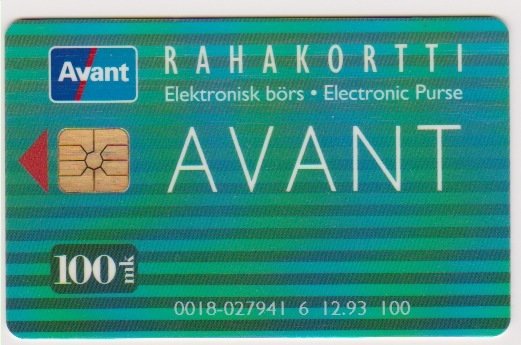 Avant
RAHAKORTTI
Elektronisk börs • Electronic Purse
AVANT
100 mk
0018-027941 6 12.93 100